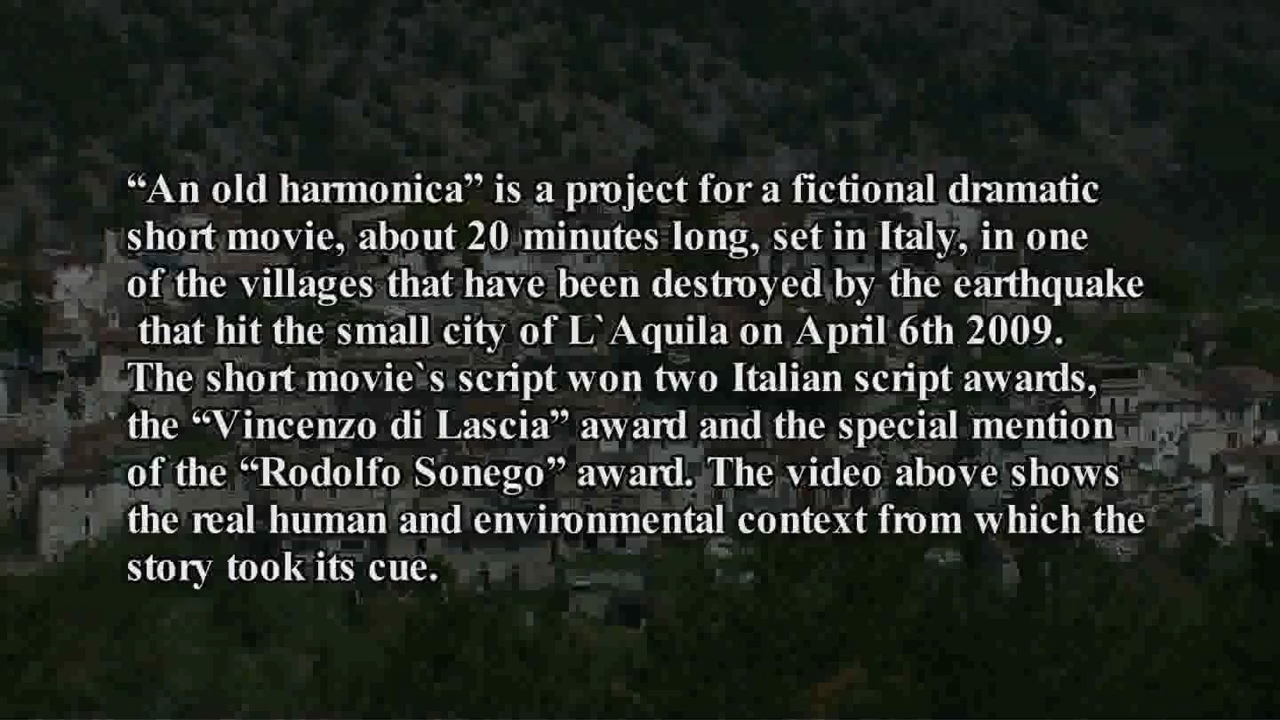 “An old harmonica” is a project for a fictional dramatic
short movie, about 20 minutes long, set in Italy, in one
of the villages that have been destroyed by the earthquake
that hit the small city of L`Aquila on April 6th 2009.
The short movie`s script won two Italian script awards,
the “Vincenzo di Lascia” award and the special mention
of the “Rodolfo Sonego” award. The video above shows
the real human and environmental context from which the
story took its cue.